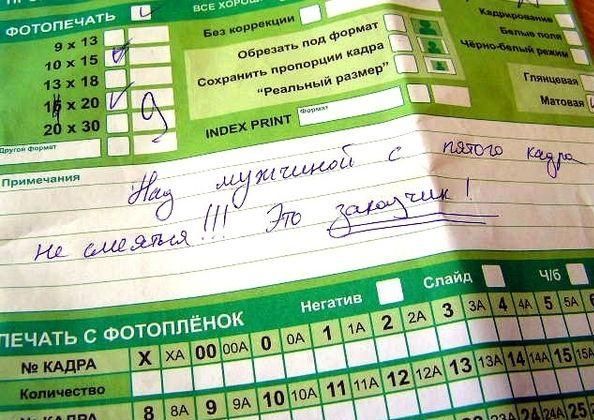 ФОТОПЕЧАТЬ
9 x 13
10 x 15
13 x 18
x 20 9
20 x 30
Другой формат
ВСЕ ХОРОШ
Без коррекции
Обрезать под формат
Сохранить пропорции кадра
"Реальный размер"
INDEX PRINT
Формат
Кадрирование
Белые поля
Чёрно-белый режим
Глянцевая
Матовая
Примечания
Над мужчиной с пятого кадра
не смеяться!!! Это заказчик!
Негатив Слайд Ч/б
ПЕЧАТЬ С ФОТОПЛЁНОК
№ КАДРА X XA 00 00A 0 0A 1 1A 2 2A 3 3A 4 4A 5 5A 6
Количество
№ КАДРА 8 8A 9 9A 10 10A 11 11A 12 12A 13 13A 14 14A 15 15A
24 24A 25